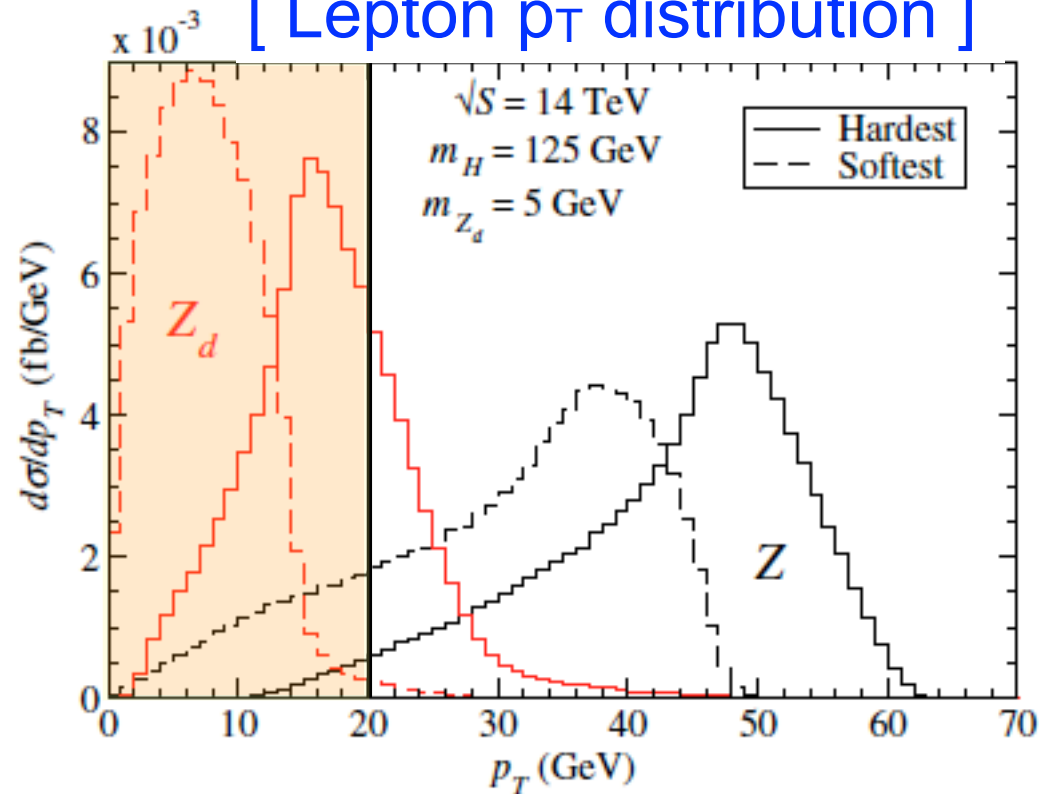 [ Lepton pT distribution ]
x 10-3
√S = 14 TeV
mH = 125 GeV
mZd = 5 GeV
Hardest
Softest
8
6
4
2
0
dσ/dpT (fb/GeV)
Zd
Z
0 10 20 30 40 50 60 70
pT (GeV)